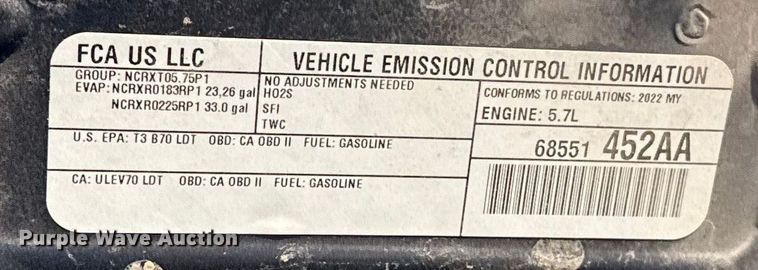 FCA US LLC
VEHICLE EMISSION CONTROL INFORMATION
GROUP: NCRXT05.75P1
EVAP: NCRXR0183RP1 23,26 gal
NCRXR0225RP1 33.0 gal
NO ADJUSTMENTS NEEDED
HO2S
SFI
TWC
CONFORMS TO REGULATIONS: 2022 MY
ENGINE: 5.7L
U.S. EPA: T3 B70 LDT OBD: CA OBD II FUEL: GASOLINE
68551 452AA
CA: ULEV70 LDT OBD: CA OBD II FUEL: GASOLINE
Purple Wave Auction